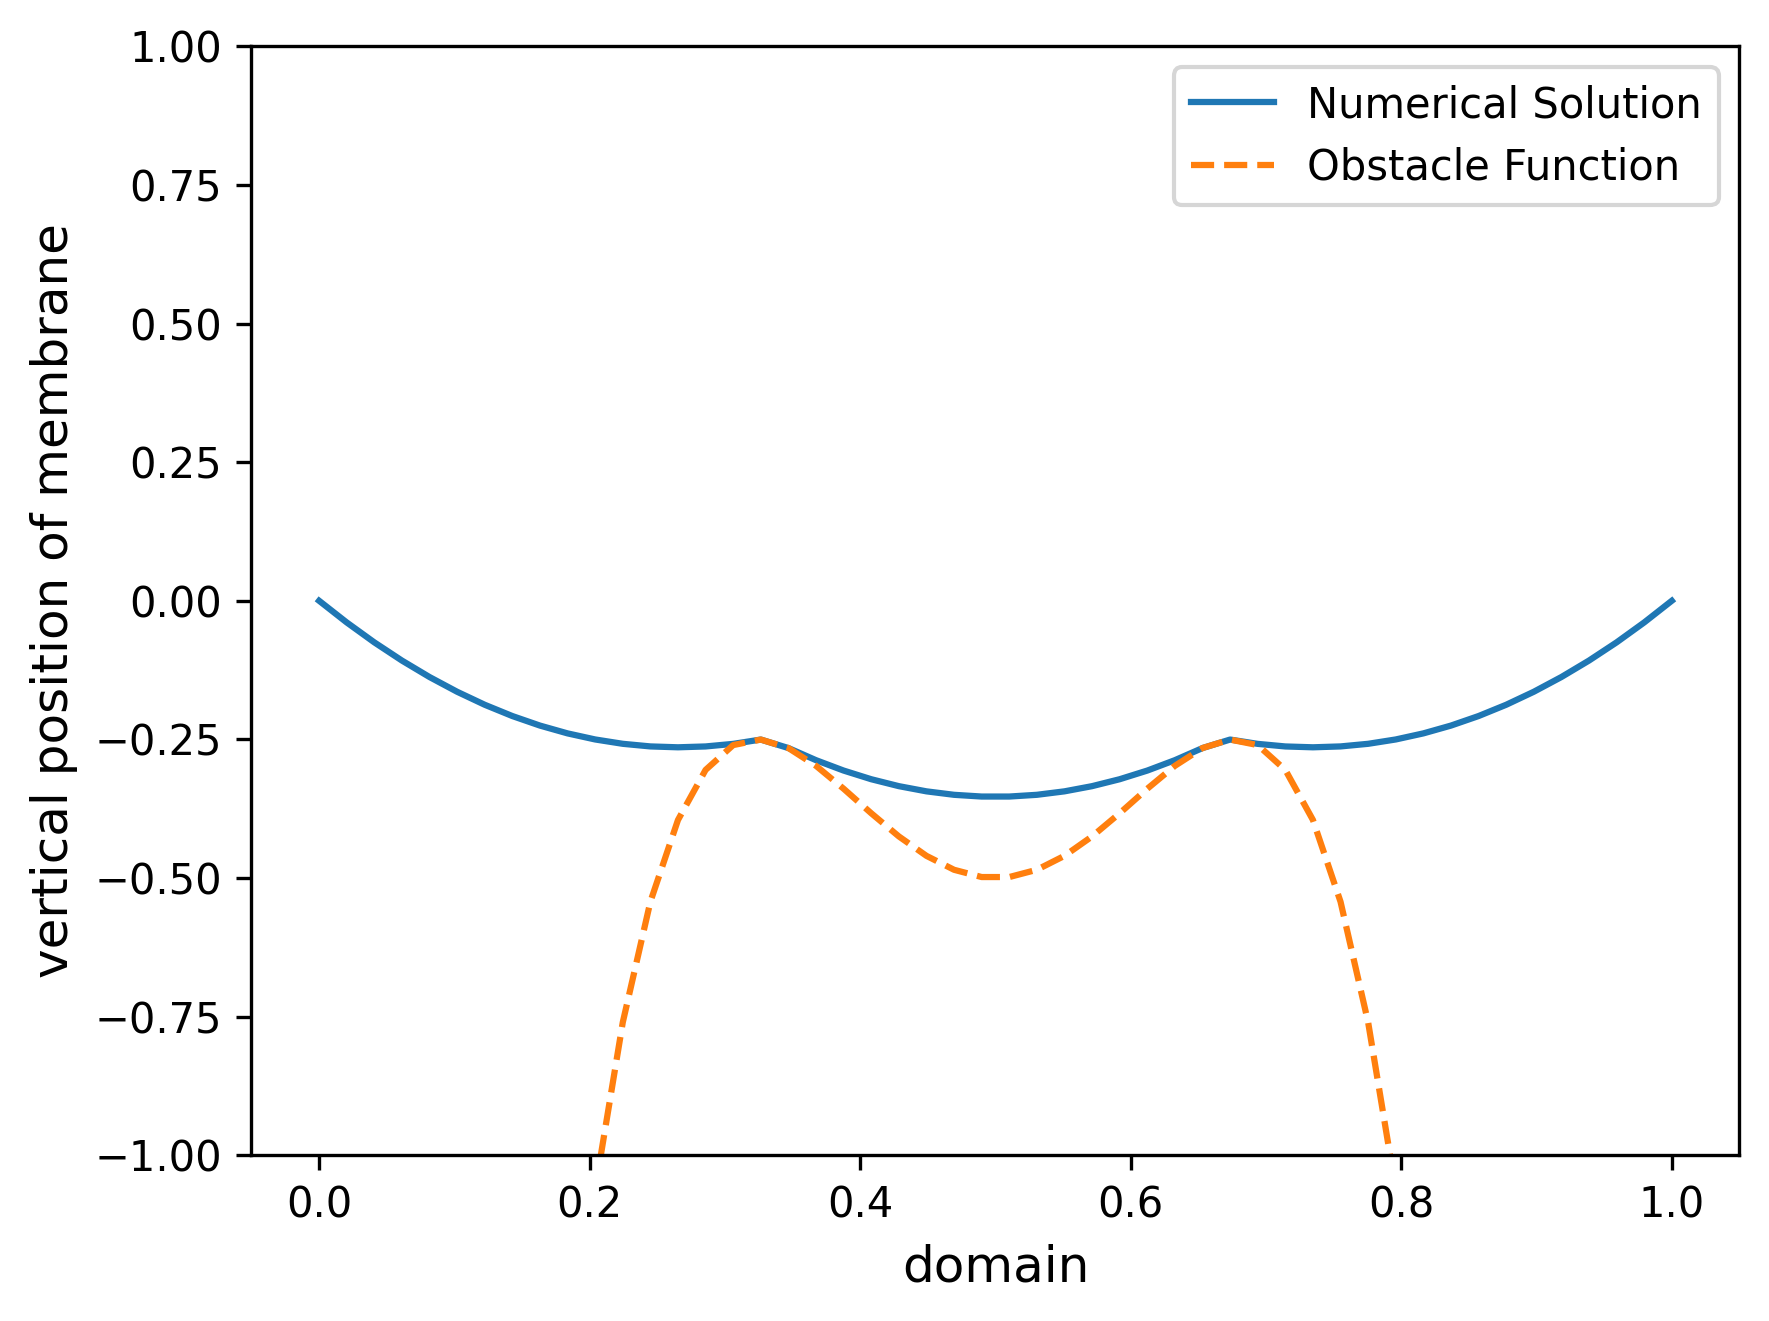 1.00
0.75
0.50
0.25
0.00
−0.25
−0.50
−0.75
−1.00
vertical position of membrane
Numerical Solution
Obstacle Function
0.0 0.2 0.4 0.6 0.8 1.0
domain